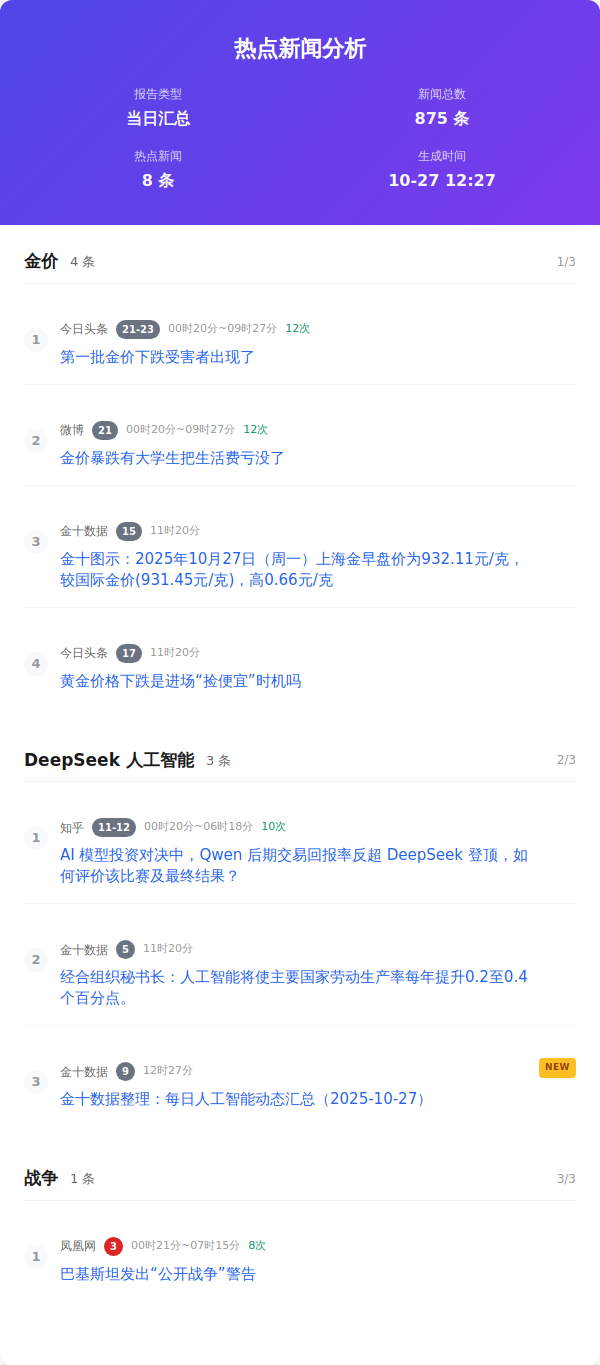 热点新闻分析
报告类型
新闻总数
当日汇总
875 条
热点新闻
生成时间
8 条
10-27 12:27
金价 4 条 1/3
1 今日头条 21-23 00时20分~09时27分 12次
第一批金价下跌受害者出现了
2 微博 21 00时20分~09时27分 12次
金价暴跌有大学生把生活费亏没了
3 金十数据 15 11时20分
金十图示：2025年10月27日（周一）上海金早盘价为932.11元/克，
较国际金价(931.45元/克)，高0.66元/克
4 今日头条 17 11时20分
黄金价格下跌是进场“捡便宜”时机吗
DeepSeek 人工智能 3 条 2/3
1 知乎 11-12 00时20分~06时18分 10次
AI 模型投资对决中，Qwen 后期交易回报率反超 DeepSeek 登顶，如
何评价该比赛及最终结果？
2 金十数据 5 11时20分
经合组织秘书长：人工智能将使主要国家劳动生产率每年提升0.2至0.4
个百分点。
3 金十数据 9 12时27分 NEW
金十数据整理：每日人工智能动态汇总（2025-10-27）
战争 1 条 3/3
1 凤凰网 3 00时21分~07时15分 8次
巴基斯坦发出“公开战争”警告